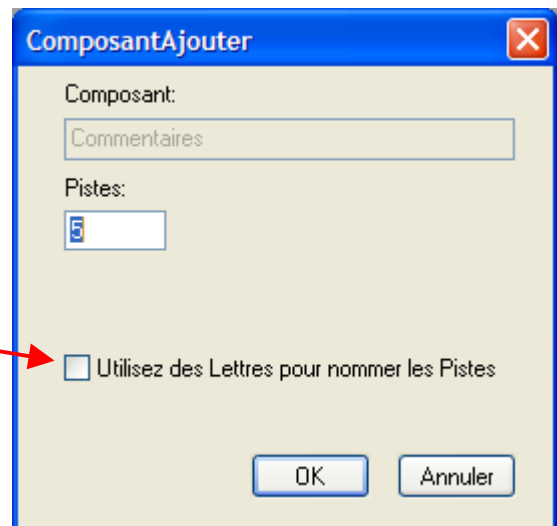 ComposantAjouter
Composant:
Commentaires
Pistes:
5
Utilisez des Lettres pour nommer les Pistes
OK
Annuler